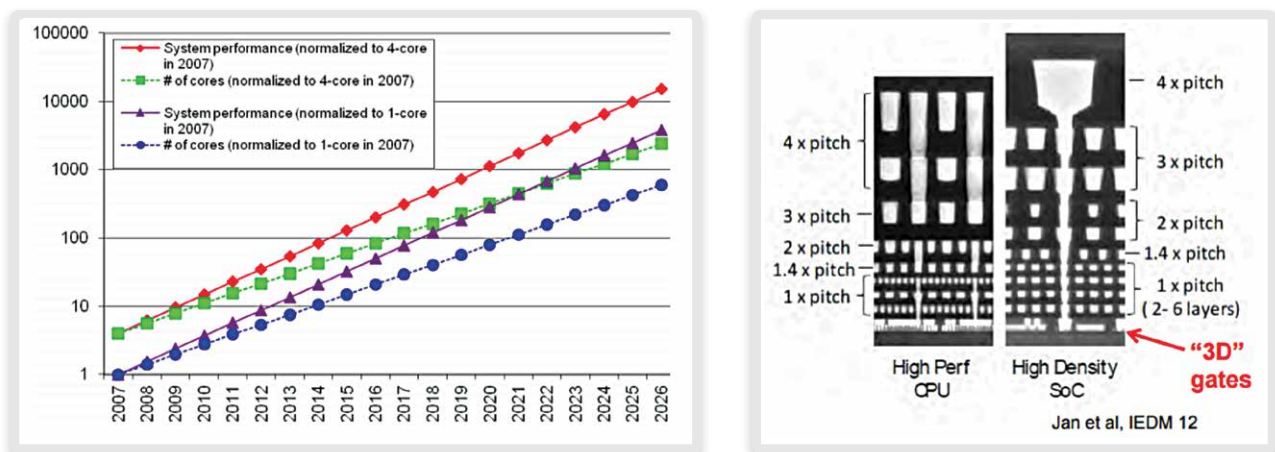 100000
10000
1000
100
10
1
System performance (normalized to 4-core
in 2007)
# of cores (normalized to 4-core in 2007)
System performance (normalized to 1-core
in 2007)
# of cores (normalized to 1-core in 2007)
2007
2008
2009
2010
2011
2012
2013
2014
2015
2016
2017
2018
2019
2020
2021
2022
2023
2024
2025
2026
4 x pitch
3 x pitch
2 x pitch
1.4 x pitch
1 x pitch
High Perf
CPU
4 x pitch
3 x pitch
2 x pitch
1.4 x pitch
1 x pitch
( 2- 6 layers)
"3D"
gates
High Density
SoC
Jan et al, IEDM 12